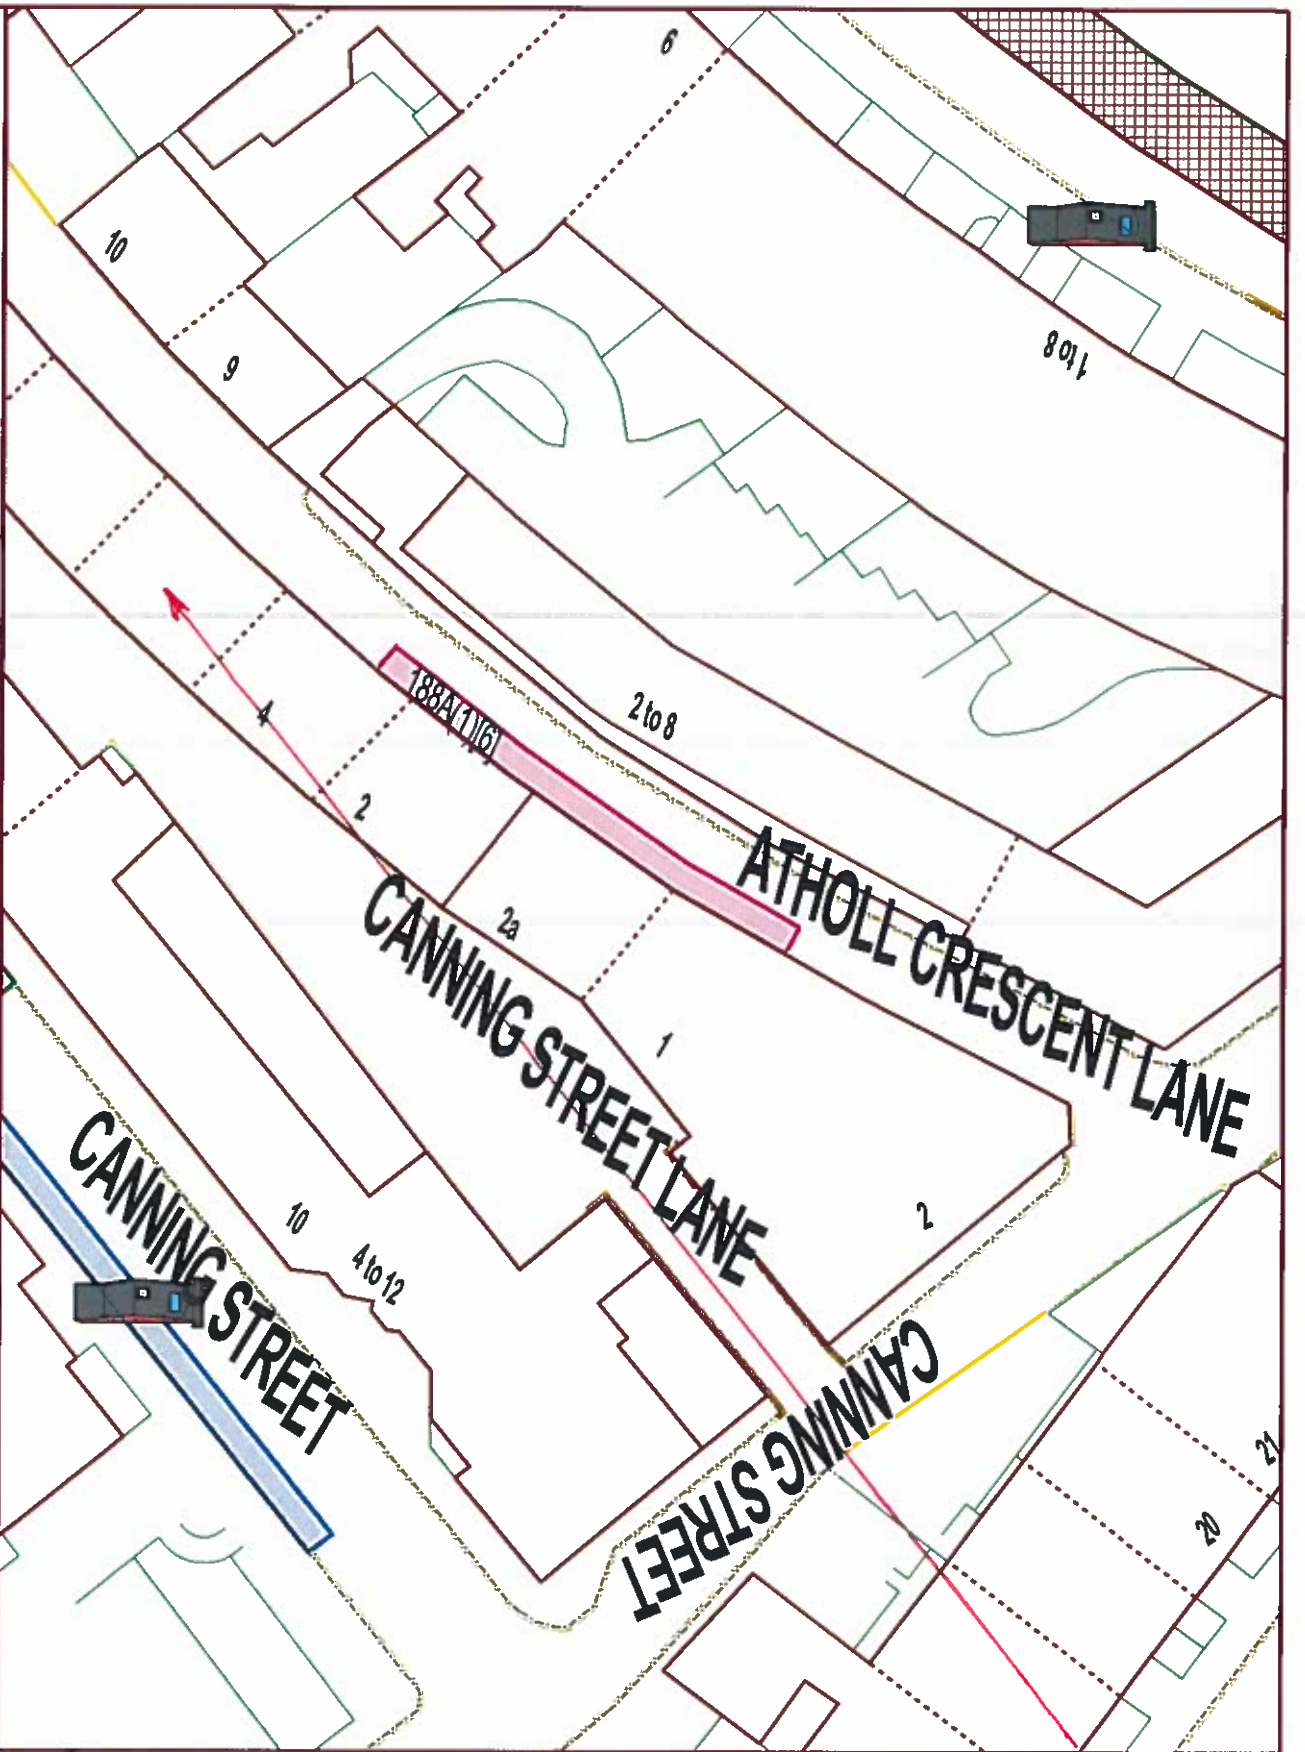 6
10
9
1 to 8
4
188A(1)(6)
2 to 8
2
ATHOLL CRESCENT LANE
2a
CANNING STREET LANE
1
CANNING STREET
10
4 to 12
2
CANNING STREET
21
20